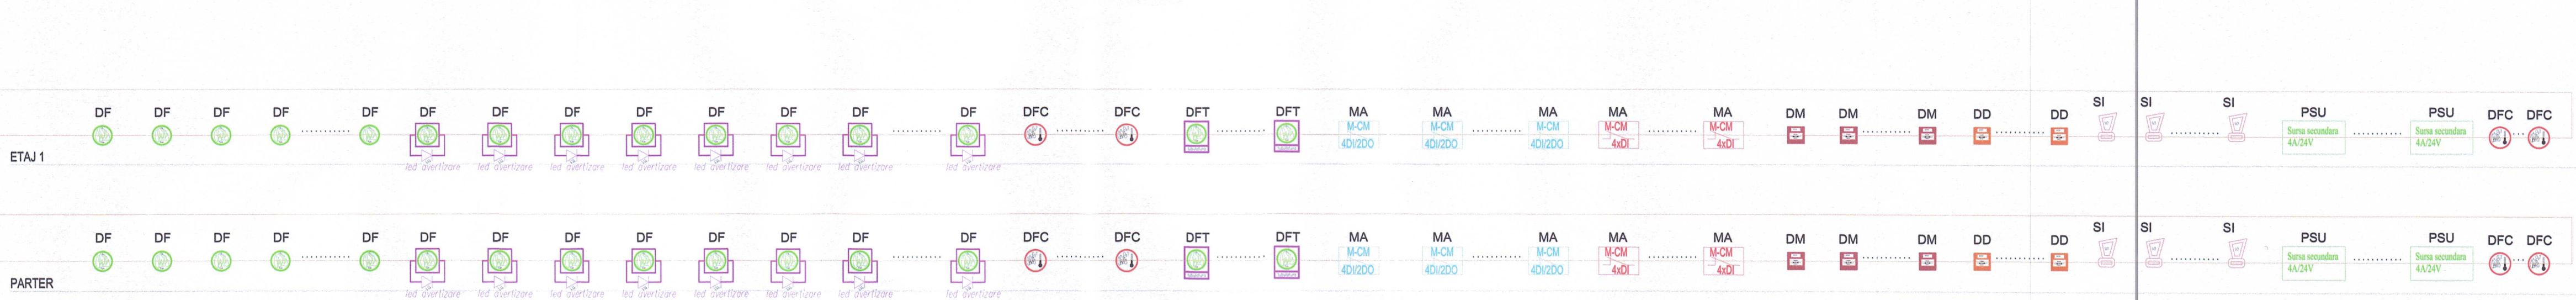 DF DF DF DF DF DF DF DF DF DF DF DF DF DFC DFC DFT DFT MA MA MA MA MA DM DM DM DD DD SI SI SI PSU PSU DFC DFC
M-CM M-CM M-CM M-CM M-CM Sursa secundara Sursa secundara
4DI/2DO 4DI/2DO 4DI/2DO 4xDI 4xDI 4A/24V 4A/24V
ETAJ 1
led avertizare led avertizare led avertizare led avertizare led avertizare led avertizare led avertizare led avertizare
DF DF DF DF DF DF DF DF DF DF DF DF DF DFC DFC DFT DFT MA MA MA MA MA DM DM DM DD DD SI SI SI PSU PSU DFC DFC
M-CM M-CM M-CM M-CM M-CM Sursa secundara Sursa secundara
4DI/2DO 4DI/2DO 4DI/2DO 4xDI 4xDI 4A/24V 4A/24V
PARTER
led avertizare led avertizare led avertizare led avertizare led avertizare led avertizare led avertizare led avertizare